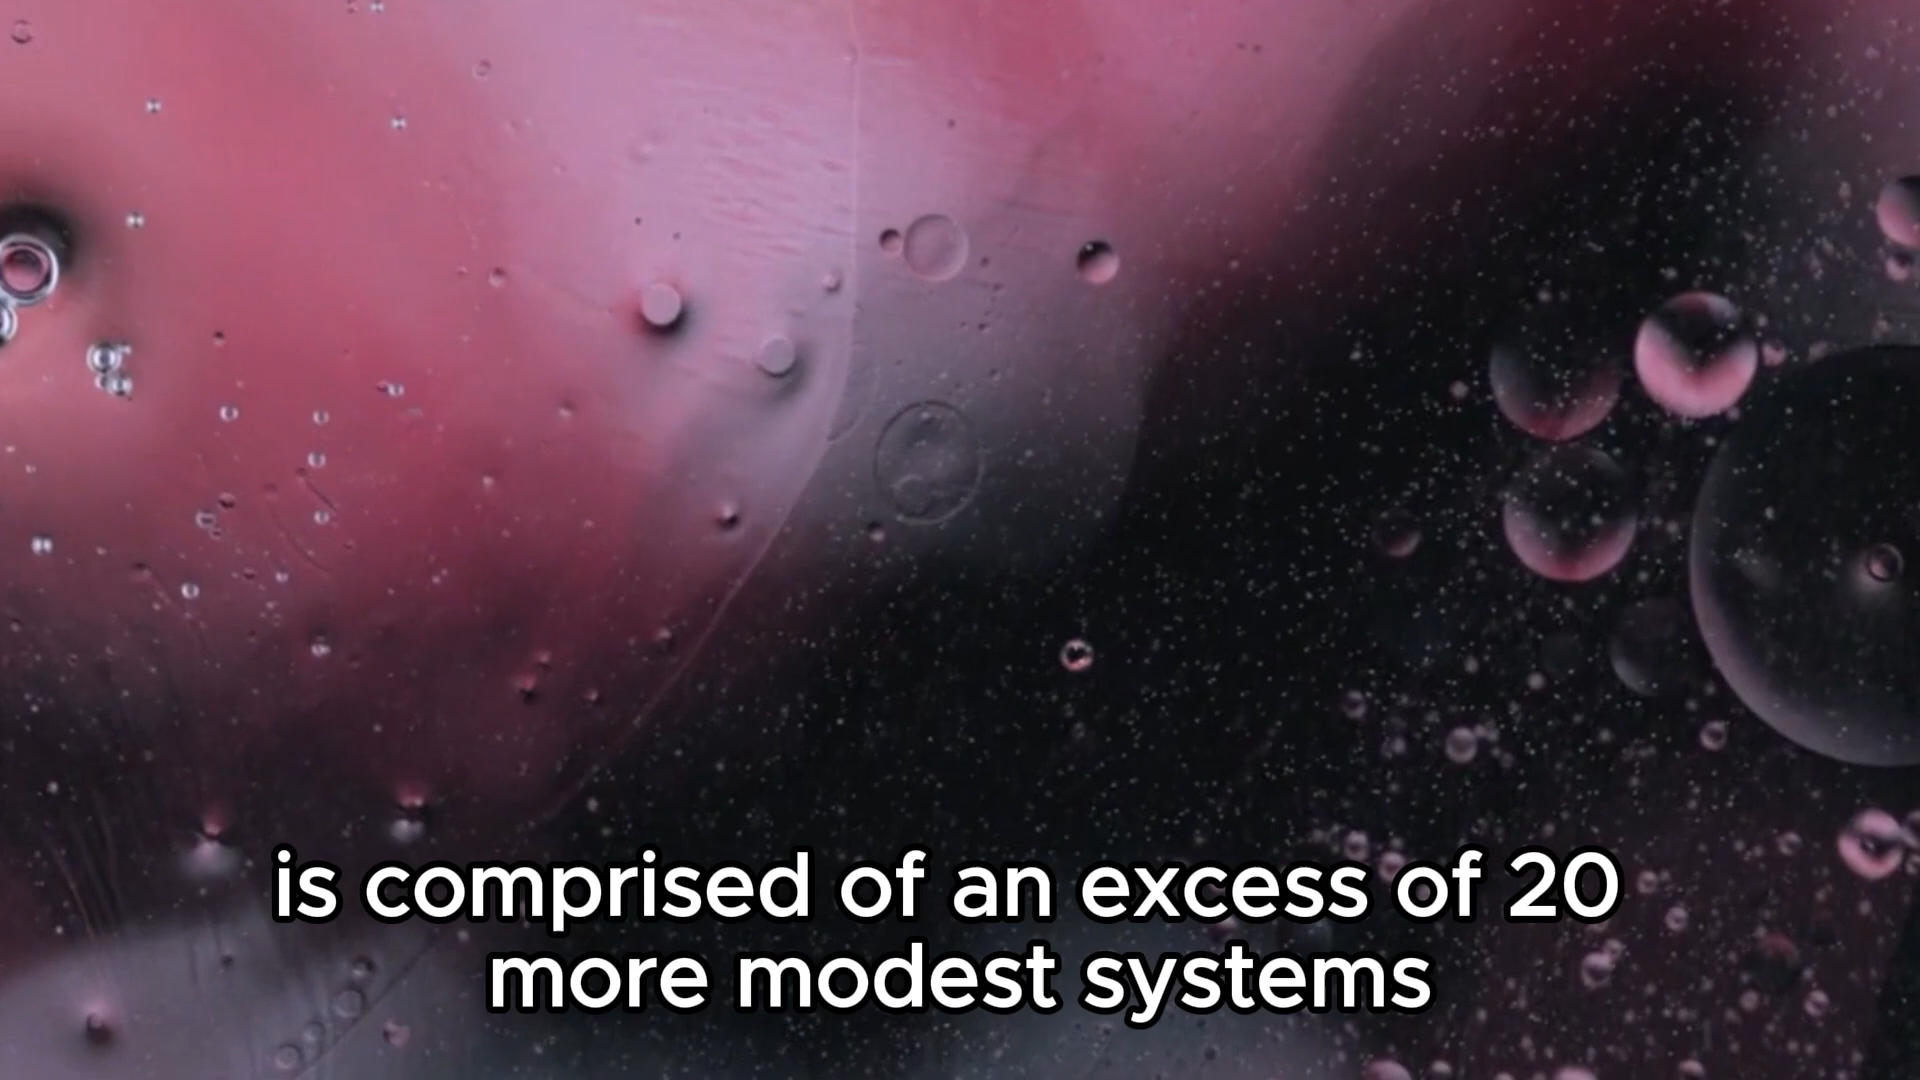 is comprised of an excess of 20
more modest systems